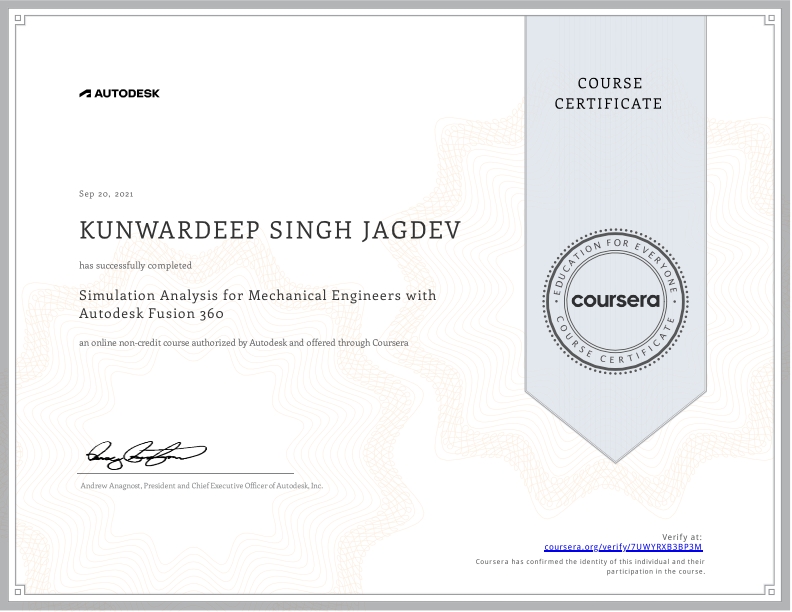 AUTODESK
COURSE
CERTIFICATE
Sep 20, 2021
KUNWARDEEP SINGH JAGDEV
has successfully completed
Simulation Analysis for Mechanical Engineers with
Autodesk Fusion 360
an online non-credit course authorized by Autodesk and offered through Coursera
EDUCATION FOR EVERYONE
coursera
COURSE CERTIFICATE
Andrew Anagnost, President and Chief Executive Officer of Autodesk, Inc.
Verify at:
coursera.org/verify/7UWYRXB3BP3M
Coursera has confirmed the identity of this individual and their
participation in the course.